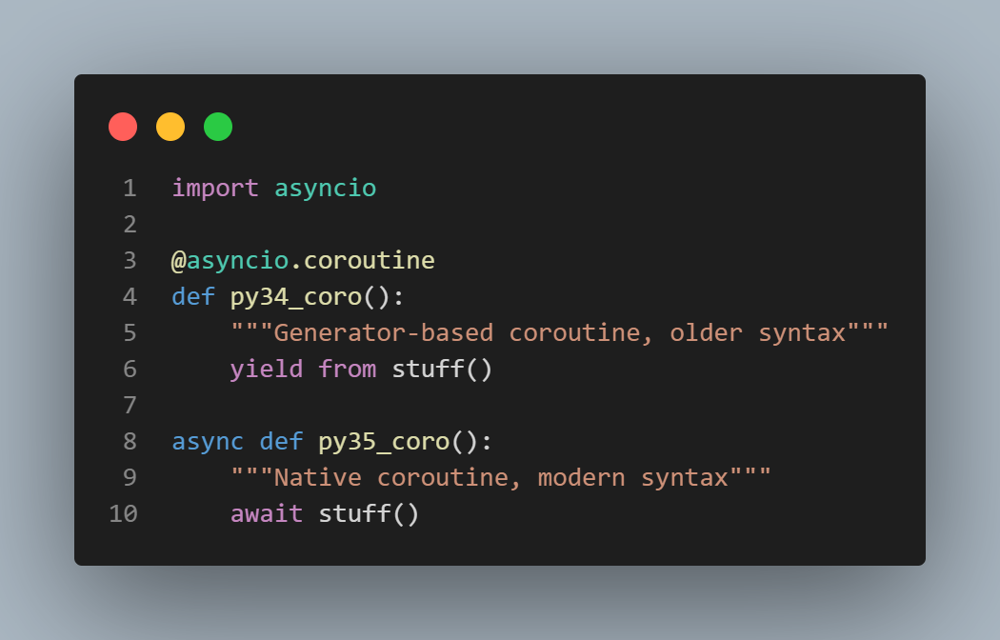 1 import asyncio
2
3 @asyncio.coroutine
4 def py34_coro():
5     """Generator-based coroutine, older syntax"""
6     yield from stuff()
7
8 async def py35_coro():
9     """Native coroutine, modern syntax"""
10     await stuff()